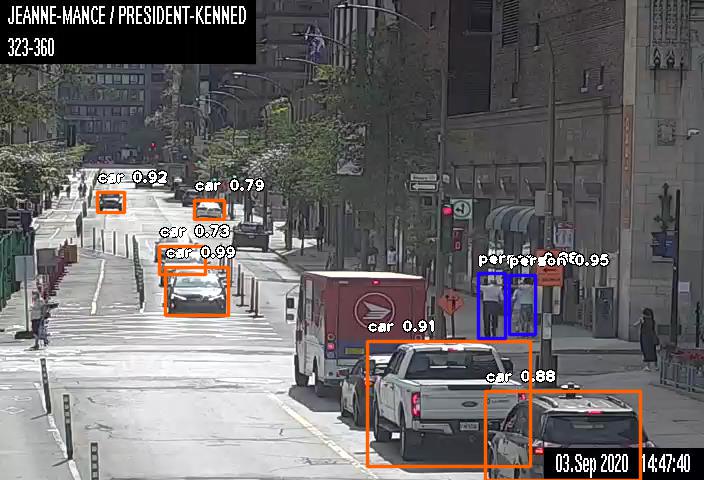 JEANNE-MANCE / PRESIDENT-KENNED
323-360
car 0.92
car 0.79
car 0.73
car 0.99
person 0.95
car 0.91
car 0.88
03.Sep 2020 14:47:40